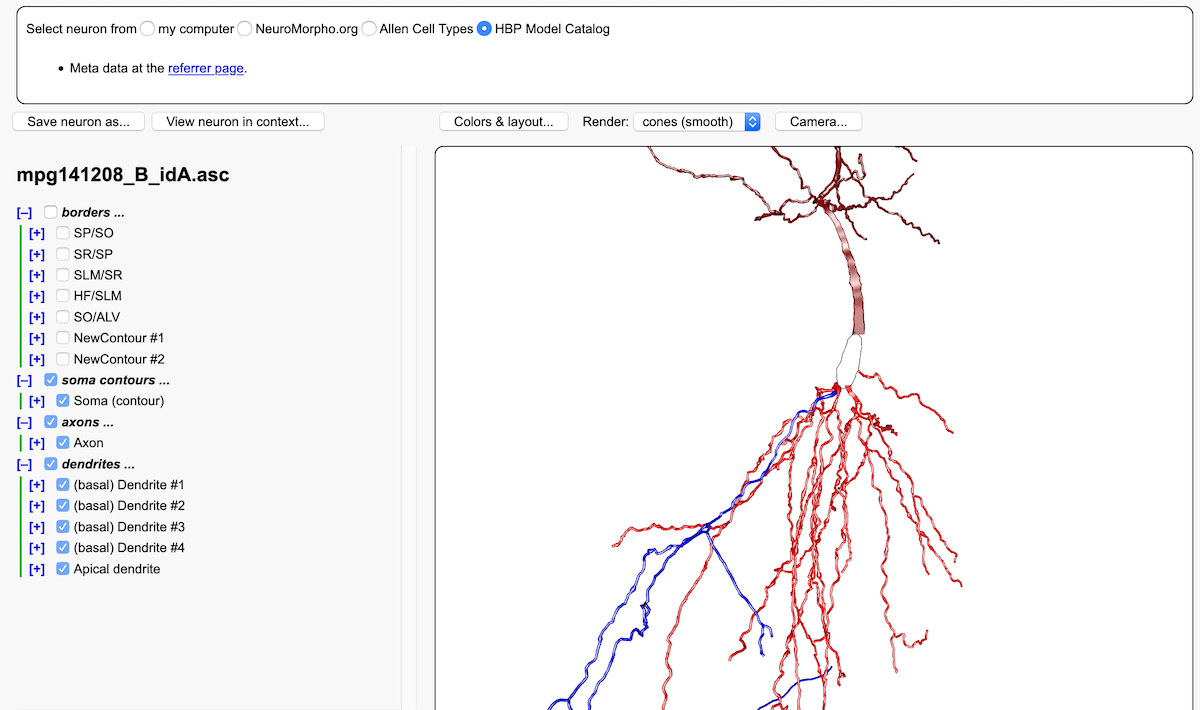 Select neuron from my computer NeuroMorpho.org Allen Cell Types HBP Model Catalog
• Meta data at the referrer page.
Save neuron as... View neuron in context... Colors & layout... Render: cones (smooth) Camera...
mpg141208_B_idA.asc
[–] borders ...
[+] SP/SO
[+] SR/SP
[+] SLM/SR
[+] HF/SLM
[+] SO/ALV
[+] NewContour #1
[+] NewContour #2
[–] soma contours ...
[+] Soma (contour)
[–] axons ...
[+] Axon
[–] dendrites ...
[+] (basal) Dendrite #1
[+] (basal) Dendrite #2
[+] (basal) Dendrite #3
[+] (basal) Dendrite #4
[+] Apical dendrite